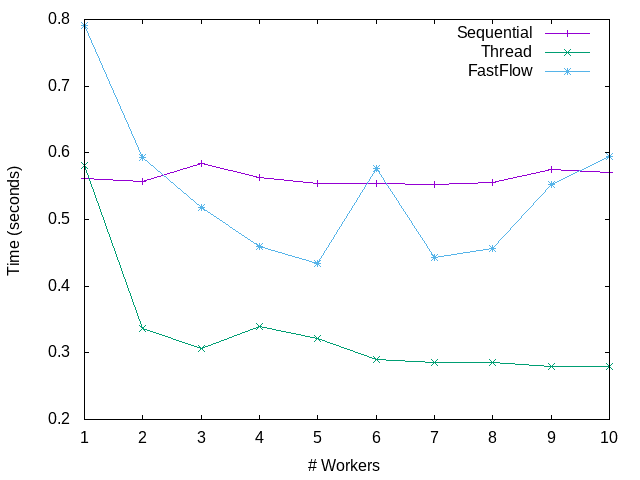 0.8
0.7
0.6
0.5
0.4
0.3
0.2
Time (seconds)
Sequential
Thread
FastFlow
1 2 3 4 5 6 7 8 9 10
# Workers